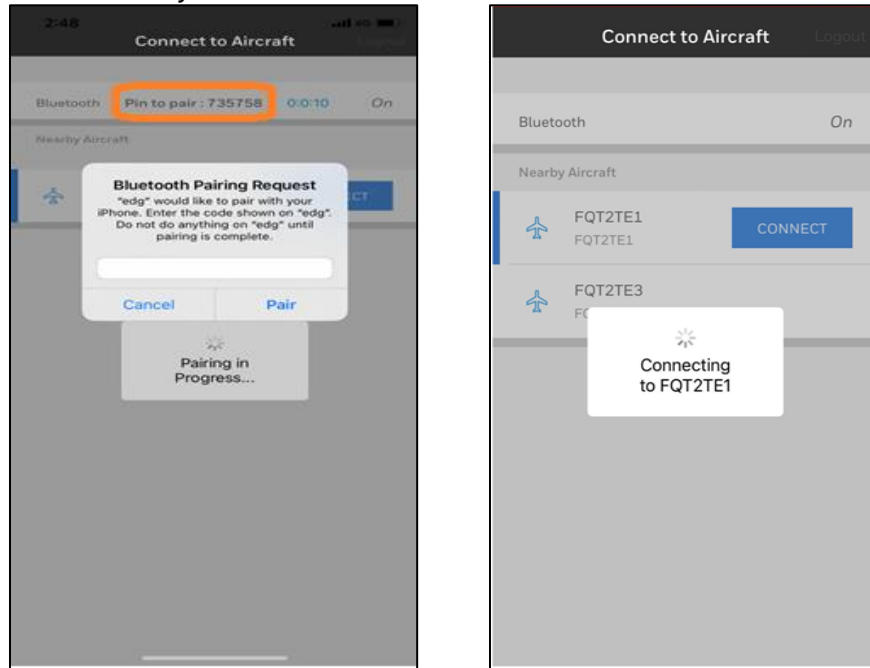 2:48
4G
Connect to Aircraft
Logout
Bluetooth Pin to pair : 735758 0:0:10 On
Nearby Aircraft
Bluetooth Pairing Request
"edg" would like to pair with your
iPhone. Enter the code shown on "edg".
Do not do anything on "edg" until
pairing is complete.
Cancel Pair
Pairing in
Progress...
Connect to Aircraft Logout
Bluetooth On
Nearby Aircraft
FQT2TE1
FQT2TE1
CONNECT
FQT2TE3
Connecting
to FQT2TE1